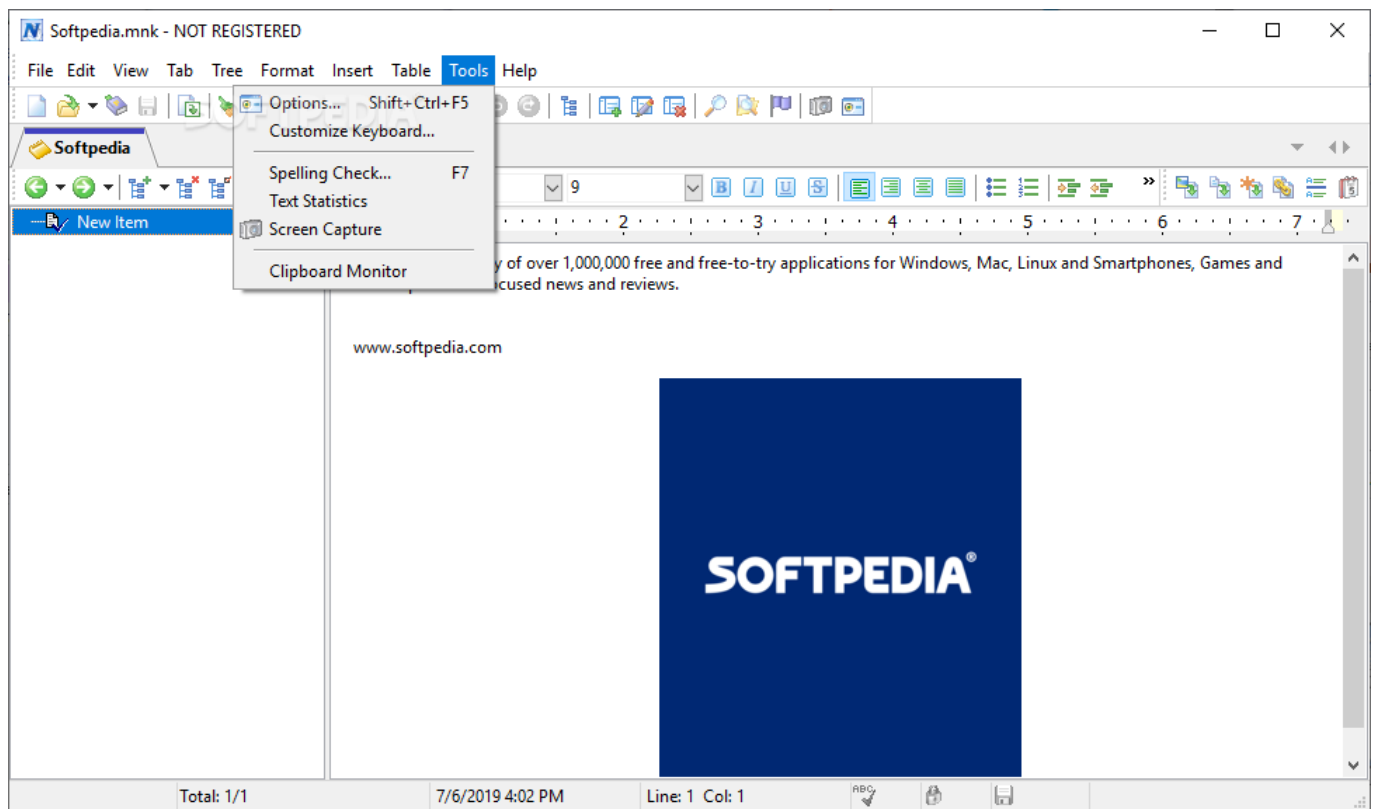 Softpedia.mnk - NOT REGISTERED
File Edit View Tab Tree Format Insert Table Tools Help
Options... Shift+Ctrl+F5
Customize Keyboard...
Spelling Check... F7
Text Statistics
Screen Capture
Clipboard Monitor
SOFTPEDIA
Softpedia
9
B I U S
New Item
2 3 4 5 6 7
y of over 1,000,000 free and free-to-try applications for Windows, Mac, Linux and Smartphones, Games and
cused news and reviews.
www.softpedia.com
SOFTPEDIA®
Total: 1/1 7/6/2019 4:02 PM Line: 1 Col: 1 ABC